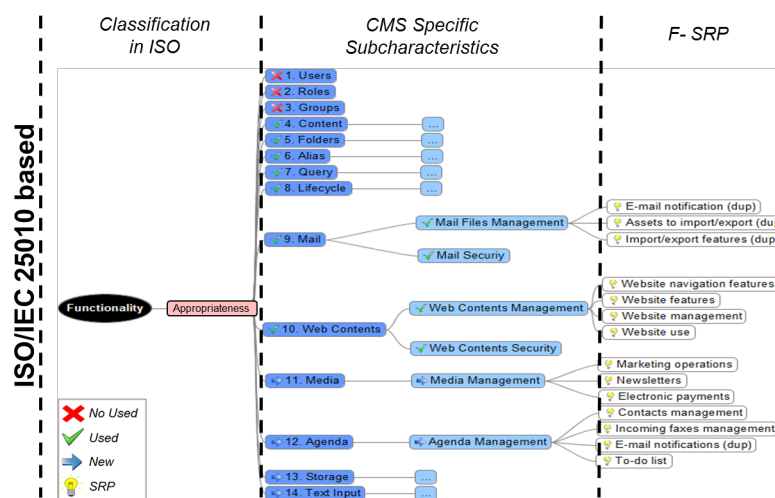 Classification
in ISO
CMS Specific
Subcharacteristics
F- SRP
ISO/IEC 25010 based
Functionality
Appropriateness
1. Users
2. Roles
3. Groups
4. Content
...
5. Folders
...
6. Alias
...
7. Query
...
8. Lifecycle
...
9. Mail
Mail Files Management
E-mail notification (dup)
Assets to import/export (dup
Import/export features (dup
Mail Securiy
10. Web Contents
Web Contents Management
Website navigation features
Website features
Website management
Website use
Web Contents Security
11. Media
Media Management
Marketing operations
Newsletters
Electronic payments
12. Agenda
Agenda Management
Contacts management
Incoming faxes management
E-mail notifications (dup)
To-do list
13. Storage
...
14. Text Input
...
No Used
Used
New
SRP